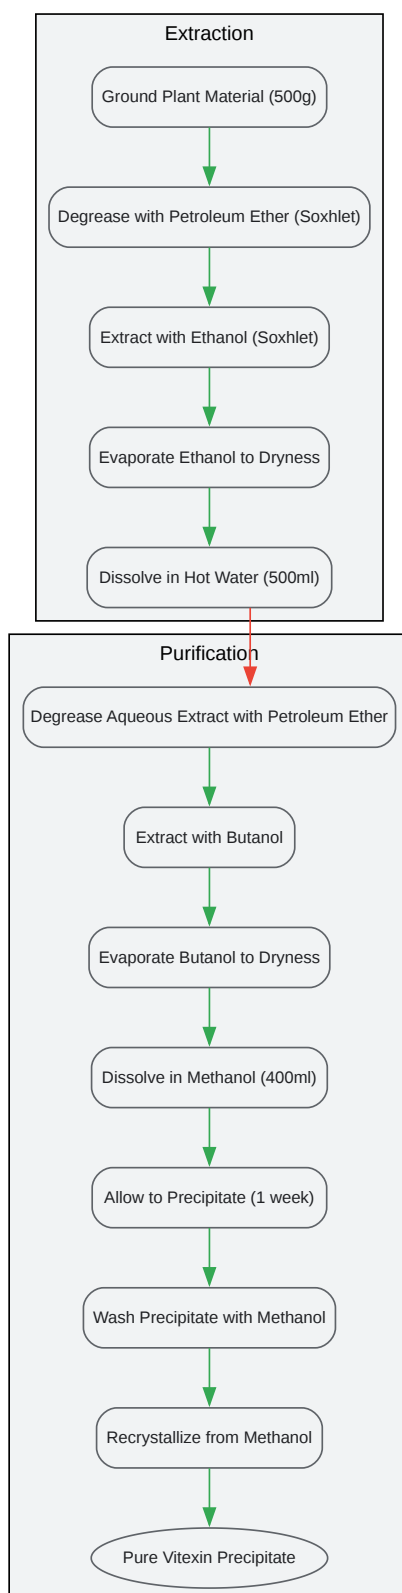 Extraction
Ground Plant Material (500g)
Degrease with Petroleum Ether (Soxhlet)
Extract with Ethanol (Soxhlet)
Evaporate Ethanol to Dryness
Dissolve in Hot Water (500ml)
Purification
Degrease Aqueous Extract with Petroleum Ether
Extract with Butanol
Evaporate Butanol to Dryness
Dissolve in Methanol (400ml)
Allow to Precipitate (1 week)
Wash Precipitate with Methanol
Recrystallize from Methanol
Pure Vitexin Precipitate